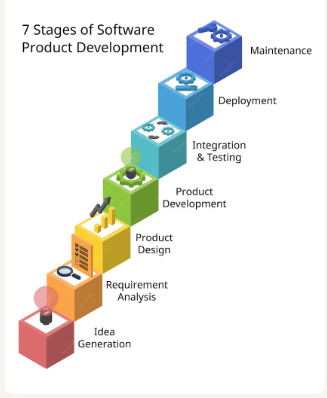 7 Stages of Software
Product Development
Maintenance
Deployment
Integration
& Testing
Product
Development
Product
Design
Requirement
Analysis
Idea
Generation